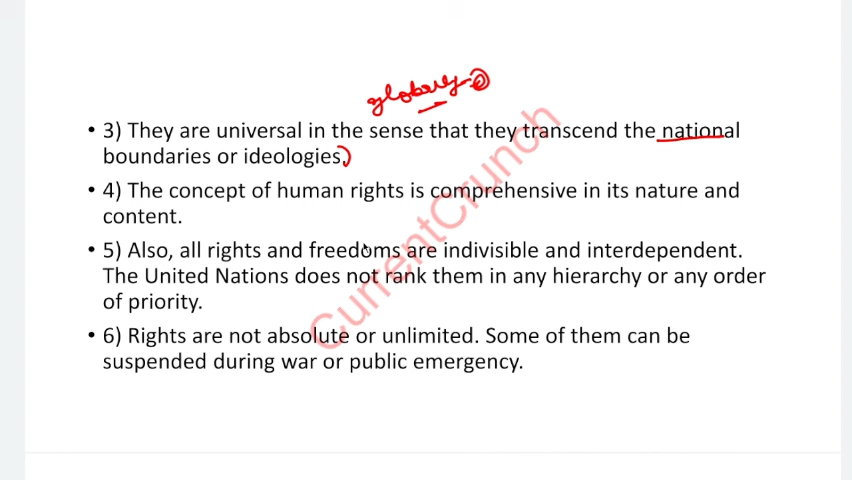 globally
• 3) They are universal in the sense that they transcend the national
boundaries or ideologies.
• 4) The concept of human rights is comprehensive in its nature and
content.
• 5) Also, all rights and freedoms are indivisible and interdependent.
The United Nations does not rank them in any hierarchy or any order
of priority.
• 6) Rights are not absolute or unlimited. Some of them can be
suspended during war or public emergency.
CurrentCrunch